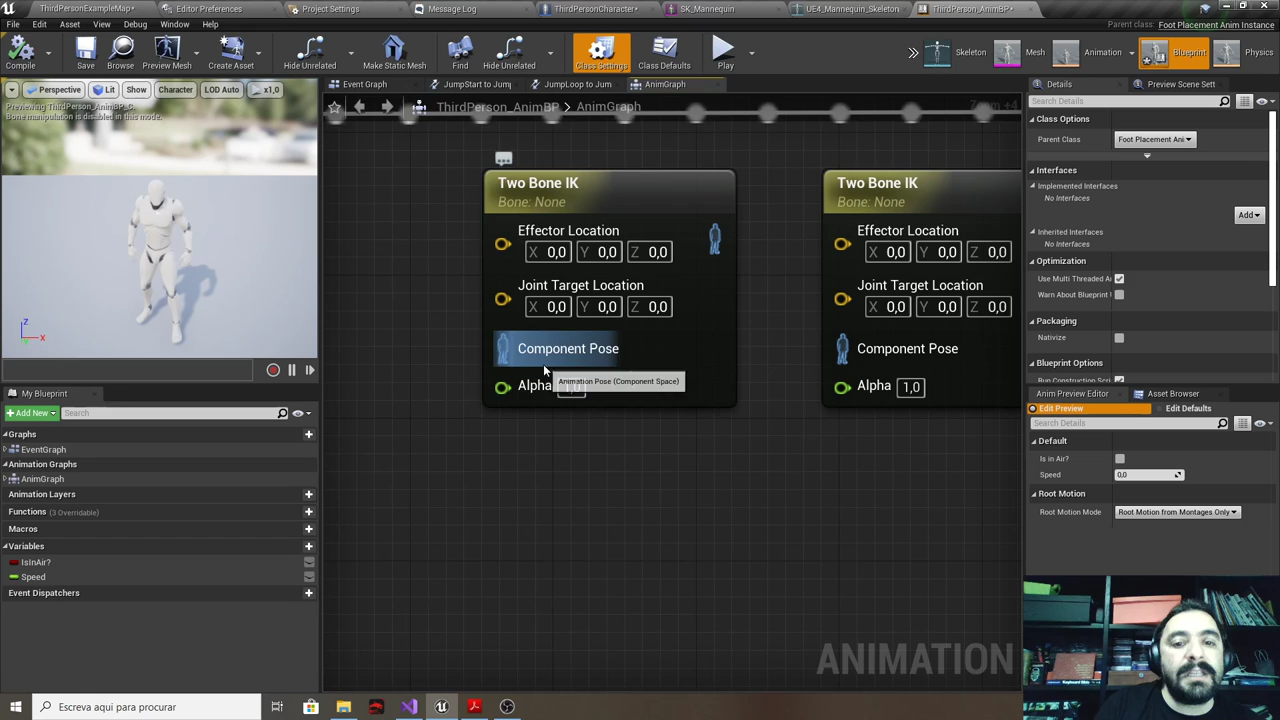 ThirdPersonExampleMap•
Editor Preferences
Project Settings
Message Log
ThirdPersonCharacter•
SK_Mannequin
UE4_Mannequin_Skeleton
ThirdPerson_AnimBP•
File
Edit
Asset
View
Debug
Window
Help
Parent class:
Foot Placement Anim Instance
Compile
Save
Browse
Preview Mesh
Create Asset
Hide Unrelated
Make Static Mesh
Find
Hide Unrelated
Class Settings
Class Defaults
Play
Skeleton
Mesh
Animation
Blueprint
Physics
Perspective
Lit
Show
Character
LOD Auto
x1,0
Previewing ThirdPerson_AnimBP_C.
Bone manipulation is disabled in this mode.
Z
X
Event Graph
JumpStart to Jump
JumpLoop to Jum
AnimGraph
ThirdPerson_AnimBP > AnimGraph
Zoom +4
Two Bone IK
Bone: None
Effector Location
X 0,0 Y 0,0 Z 0,0
Joint Target Location
X 0,0 Y 0,0 Z 0,0
Component Pose
Alpha
Animation Pose (Component Space)
Two Bone IK
Bone: None
Effector Location
X 0,0 Y 0,0 Z 0,0
Joint Target Location
X 0,0 Y 0,0 Z 0,0
Component Pose
Alpha 1,0
ANIMATION
My Blueprint
Add New
Search
Graphs
EventGraph
Animation Graphs
AnimGraph
Animation Layers
Functions (3 Overridable)
Macros
Variables
IsInAir?
Speed
Event Dispatchers
Details
Preview Scene Sett
Search Details
Class Options
Parent Class
Foot Placement Ani
Interfaces
Implemented Interfaces
No Interfaces
Add
Inherited Interfaces
No Interfaces
Optimization
Use Multi Threaded A
Warn About Blueprint
Packaging
Nativize
Blueprint Options
Run Construction Scri
Anim Preview Editor
Asset Browser
Edit Preview
Edit Defaults
Search Details
Default
Is in Air?
Speed
0,0
Root Motion
Root Motion Mode
Root Motion from Montages Only
Escreva aqui para procurar